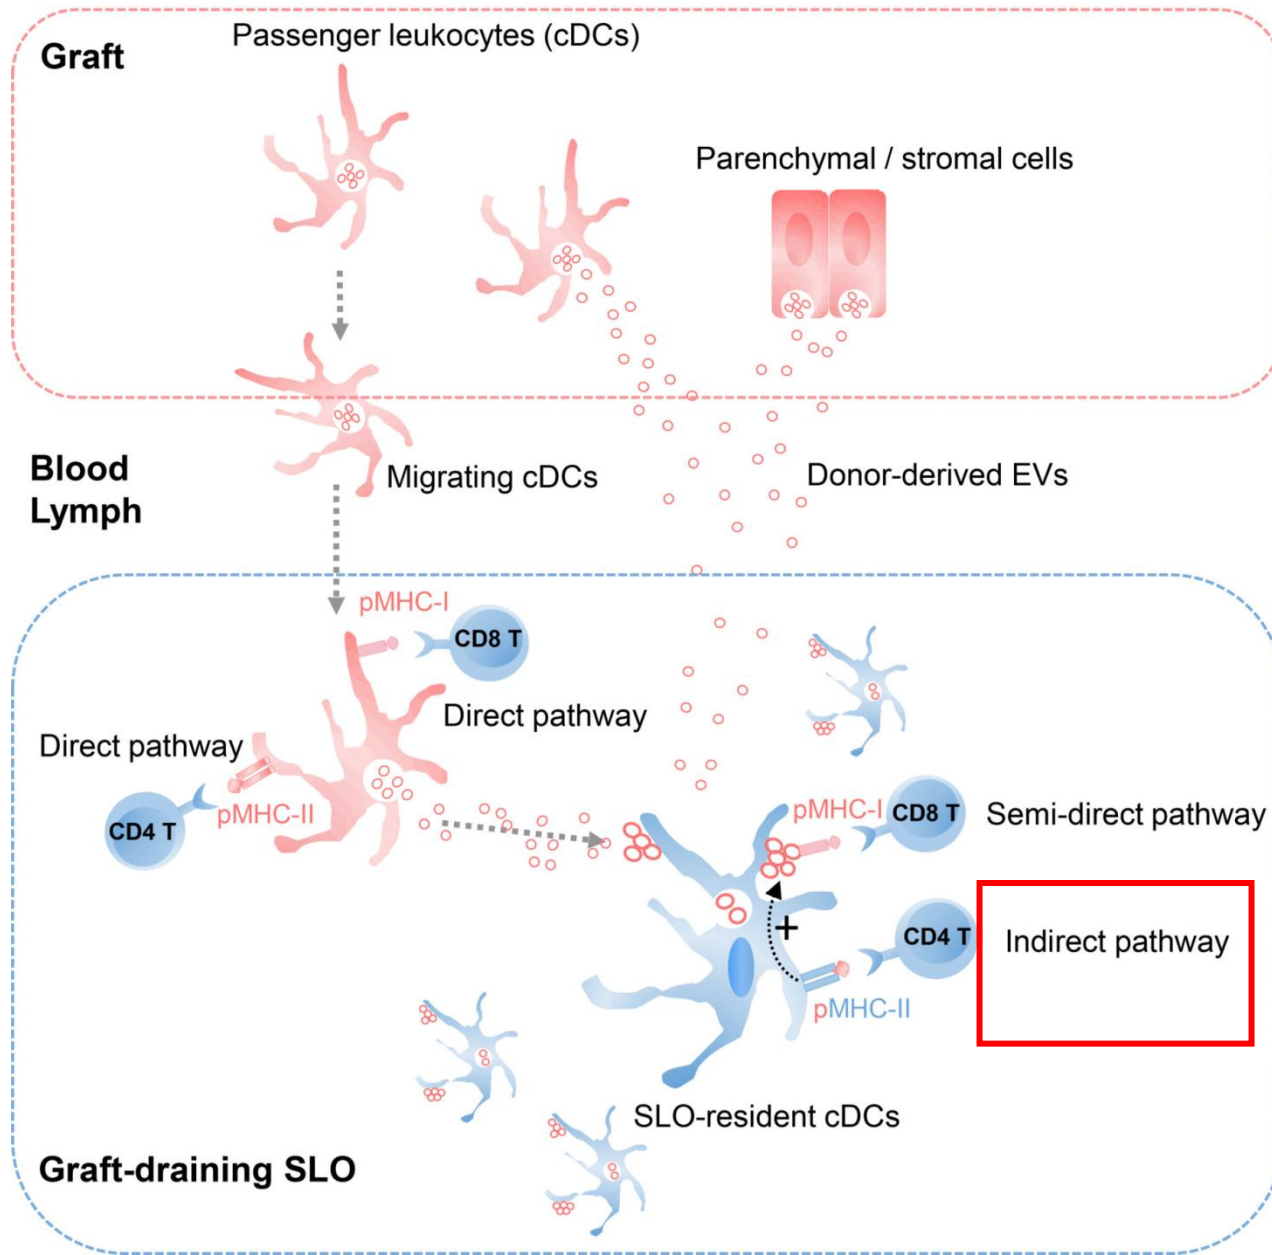 Passenger leukocytes (cDCs)
Graft
Parenchymal / stromal cells
Blood
Lymph
Migrating cDCs
Donor-derived EVs
pMHC-I
CD8 T
Direct pathway
Direct pathway
pMHC-II
CD4 T
pMHC-I
CD8 T
Semi-direct pathway
+
CD4 T
Indirect pathway
pMHC-II
SLO-resident cDCs
Graft-draining SLO